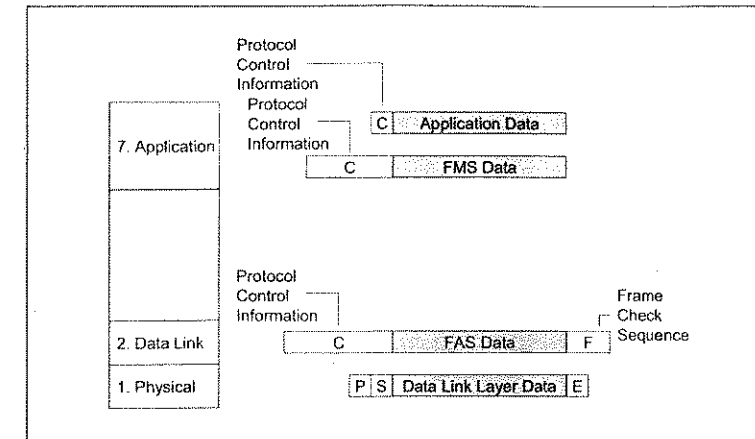 Protocol
Control
Information
Protocol
Control
Information
C Application Data
7. Application
C FMS Data
Protocol
Control
Information
Frame
Check
Sequence
2. Data Link
C FAS Data F
1. Physical
P S Data Link Layer Data E